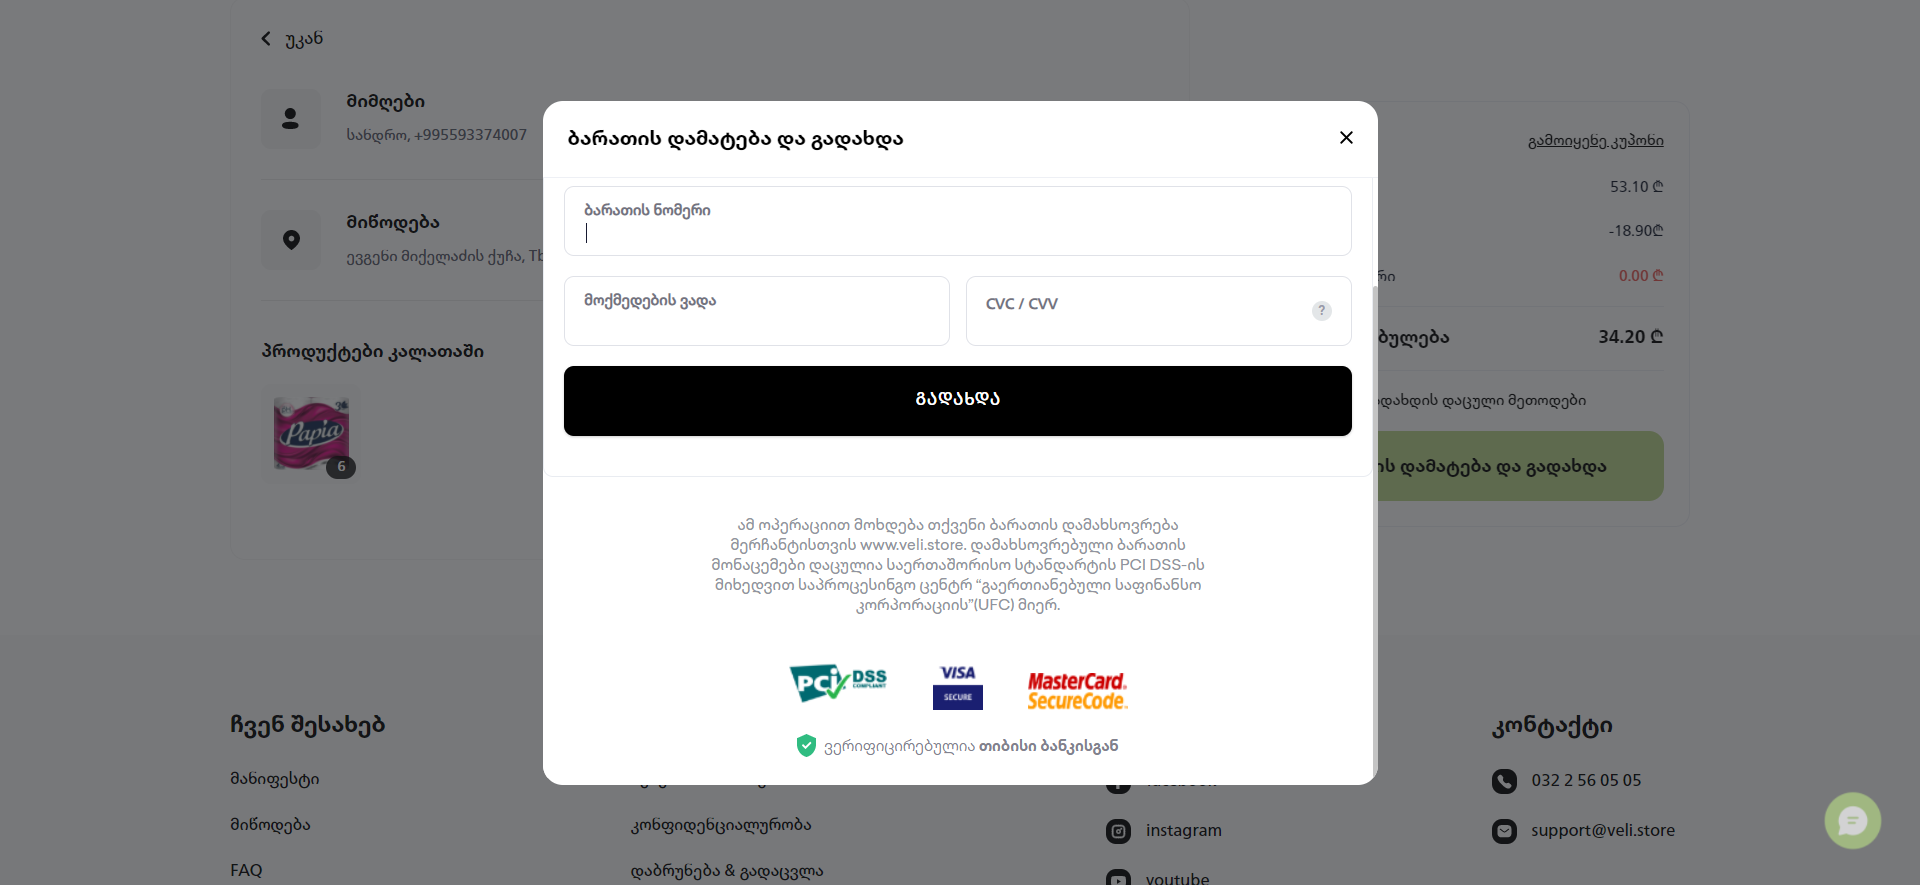 უკან
მიმღები
სანდრო, +995593374007
მიწოდება
ევგენი მიქელაძის ქუჩა, Tb
პროდუქტები კალათაში
Papia
6
ბარათის დამატება და გადახდა
ბარათის ნომერი
მოქმედების ვადა
CVC / CVV
?
გადახდა
ამ ოპერაციით მოხდება თქვენი ბარათის დამახსოვრება
მერჩანტისთვის www.veli.store. დამახსოვრებული ბარათის
მონაცემები დაცულია საერთაშორისო სტანდარტის PCI DSS-ის
მიხედვით საპროცესინგო ცენტრ “გაერთიანებული საფინანსო
კორპორაციის”(UFC) მიერ.
PCI DSS COMPLIANT
VISA
SECURE
MasterCard.
SecureCode.
ვერიფიცირებულია თიბისი ბანკისგან
გამოიყენე კუპონი
53.10 ₾
-18.90₾
რი
0.00 ₾
ბულება
34.20 ₾
დახდის დაცული მეთოდები
ის დამატება და გადახდა
ჩვენ შესახებ
მანიფესტი
მიწოდება
FAQ
კონფიდენციალურობა
დაბრუნება & გადაცვლა
instagram
youtube
კონტაქტი
032 2 56 05 05
support@veli.store